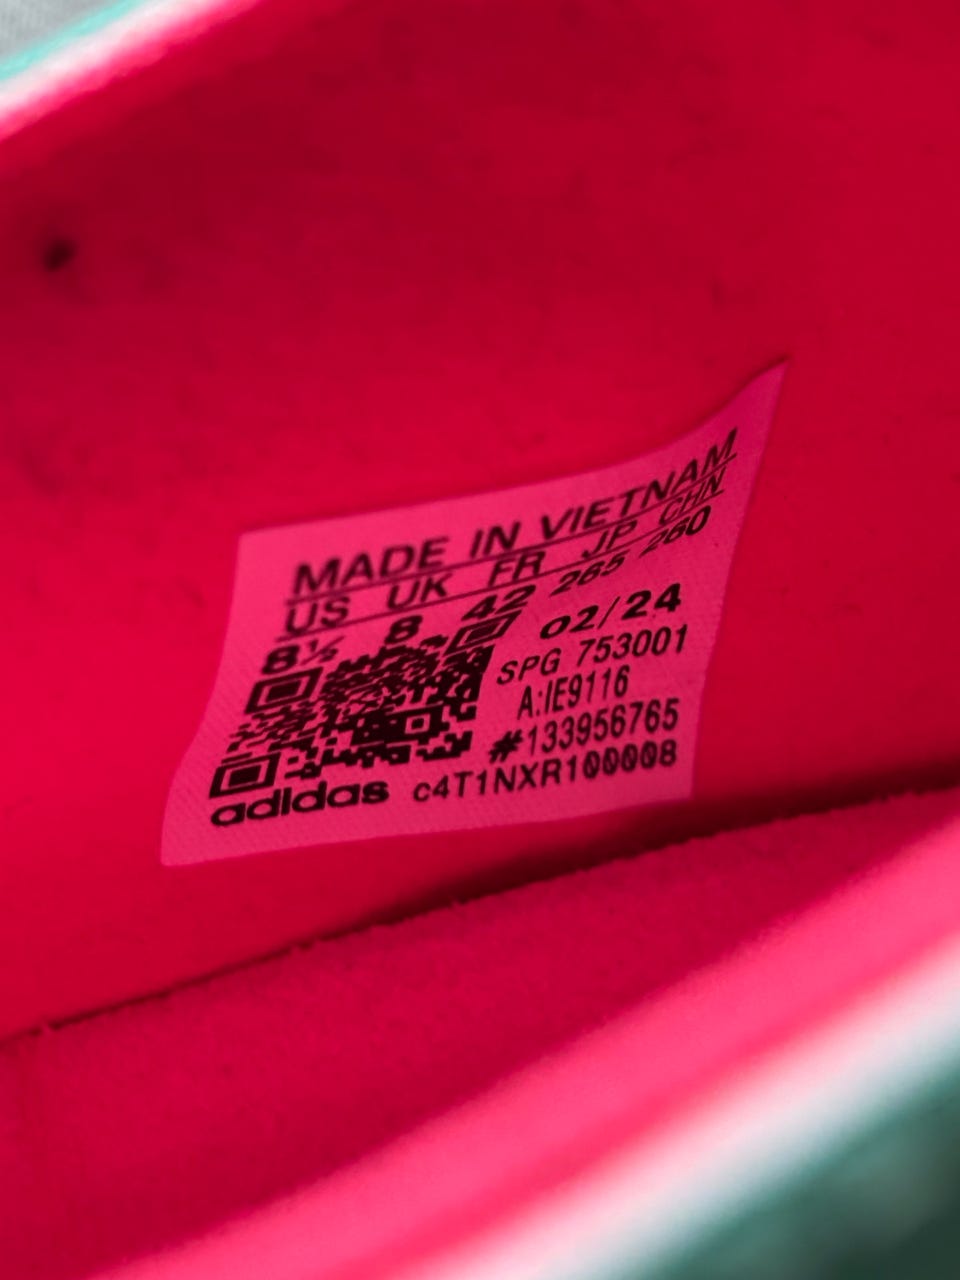 MADE IN VIETNAM
US UK FR JP CHN
8½ 8 42 265 260
02/24
SPG 753001
A:IE9116
#133956765
adidas c4T1NXR100008